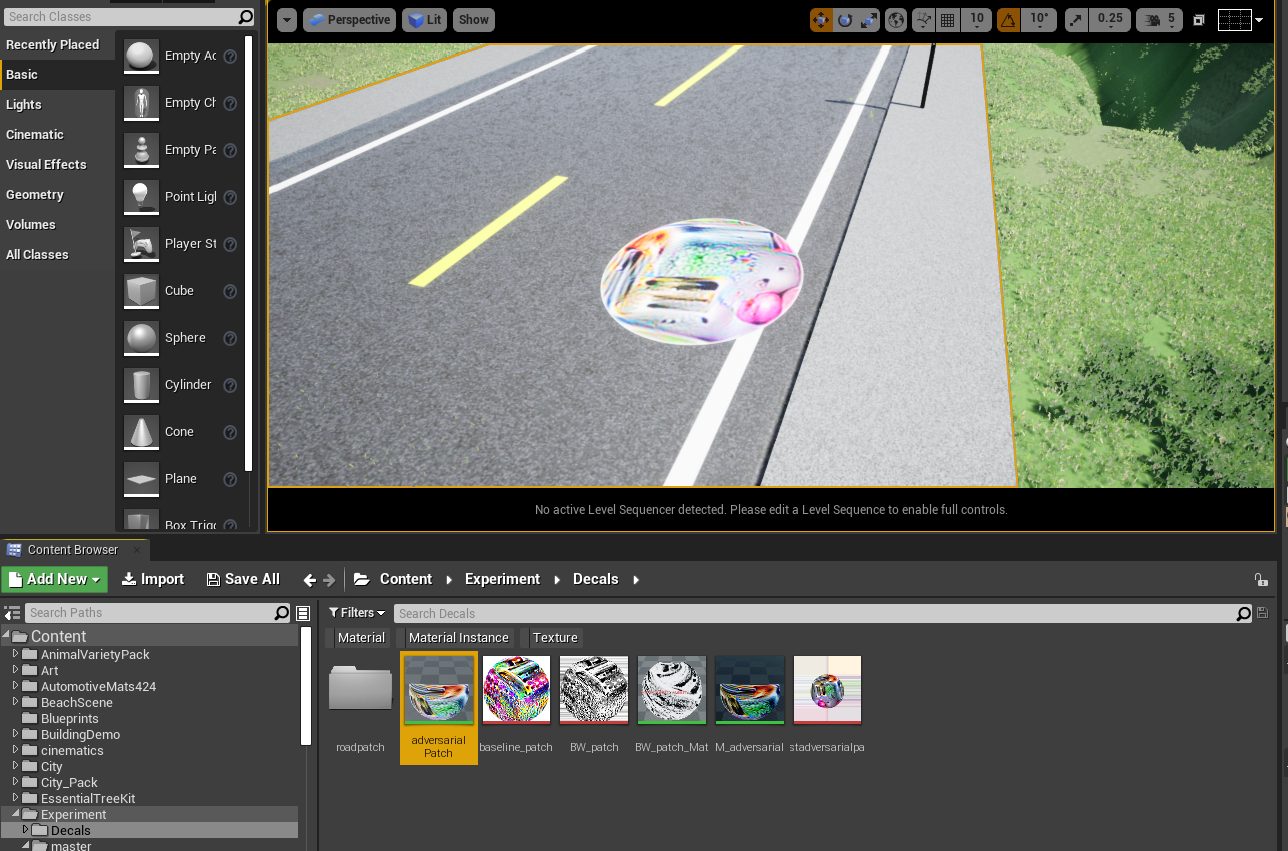 Search Classes
Recently Placed
Basic
Lights
Cinematic
Visual Effects
Geometry
Volumes
All Classes
Empty Ac
Empty Ch
Empty Pa
Point Ligl
Player St
Cube
Sphere
Cylinder
Cone
Plane
Box Trigg
Perspective
Lit
Show
10
10°
0.25
5
No active Level Sequencer detected. Please edit a Level Sequence to enable full controls.
Content Browser
Add New
Import
Save All
Content
Experiment
Decals
Search Paths
Content
AnimalVarietyPack
Art
AutomotiveMats424
BeachScene
Blueprints
BuildingDemo
cinematics
City
City_Pack
EssentialTreeKit
Experiment
Decals
master
Filters
Search Decals
Material
Material Instance
Texture
roadpatch
adversarial
Patch
baseline_patch
BW_patch
BW_patch_Mat
M_adversarial
stadversarialpa